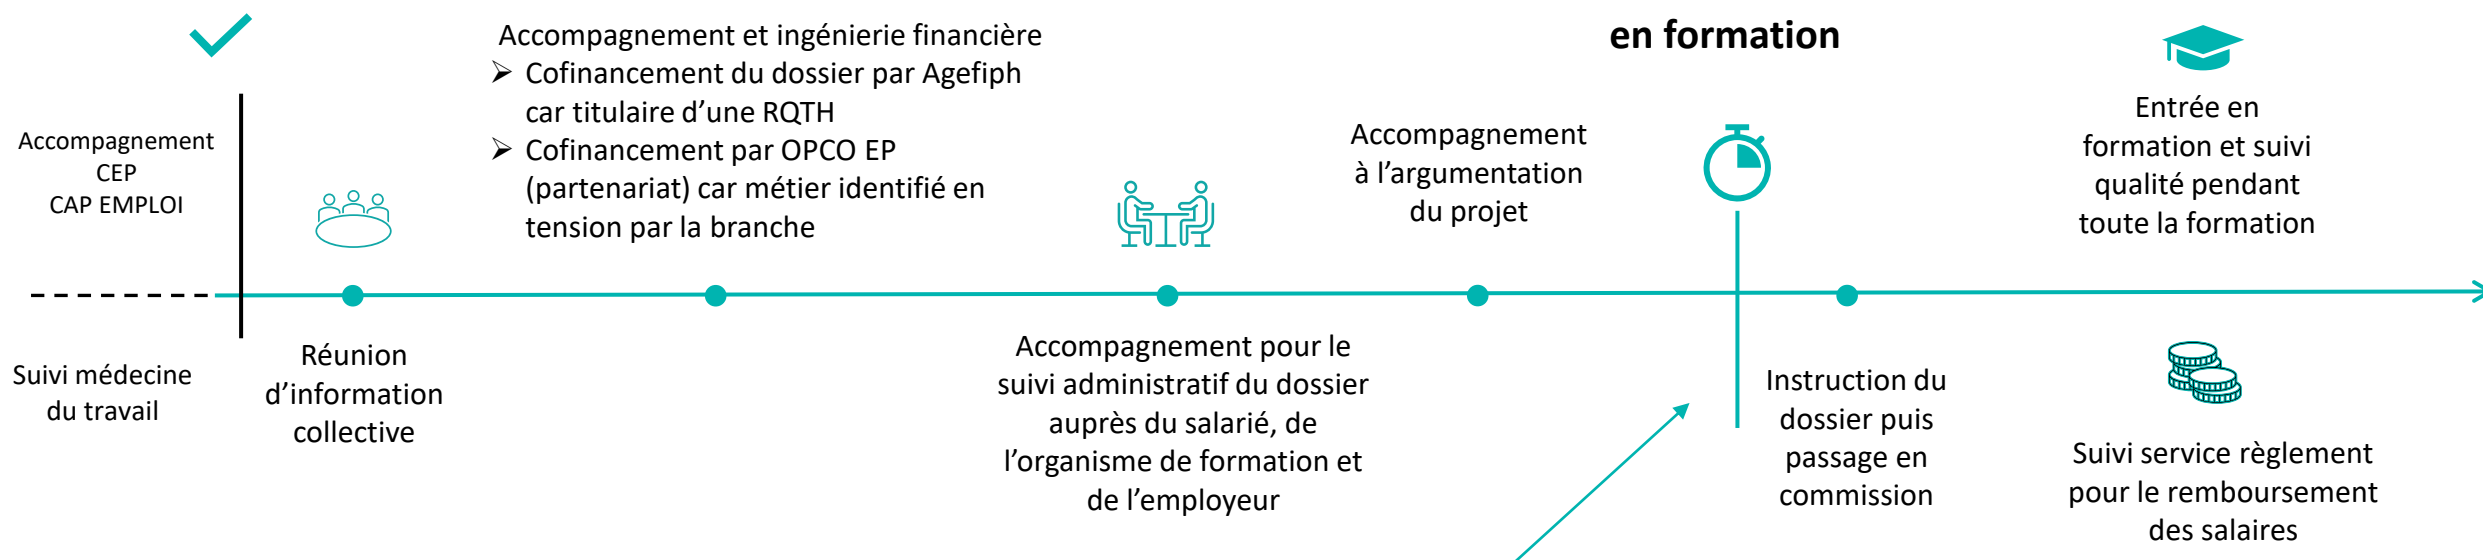 Accompagnement
CEP
CAP EMPLOI
Suivi médecine
du travail
Réunion
d’information
collective
Accompagnement et ingénierie financière
➢ Cofinancement du dossier par Agefiph
car titulaire d’une RQTH
➢ Cofinancement par OPCO EP
(partenariat) car métier identifié en
tension par la branche
Accompagnement pour le
suivi administratif du dossier
auprès du salarié, de
l’organisme de formation et
de l’employeur
Accompagnement
à l’argumentation
du projet
en formation
Instruction du
dossier puis
passage en
commission
Entrée en
formation et suivi
qualité pendant
toute la formation
Suivi service règlement
pour le remboursement
des salaires